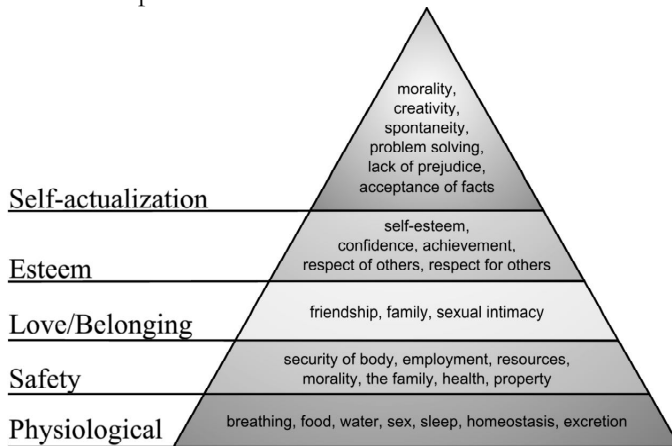 morality,
creativity,
spontaneity,
problem solving,
lack of prejudice,
acceptance of facts
Self-actualization
self-esteem,
confidence, achievement,
respect of others, respect for others
Esteem
friendship, family, sexual intimacy
Love/Belonging
security of body, employment, resources,
morality, the family, health, property
Safety
breathing, food, water, sex, sleep, homeostasis, excretion
Physiological